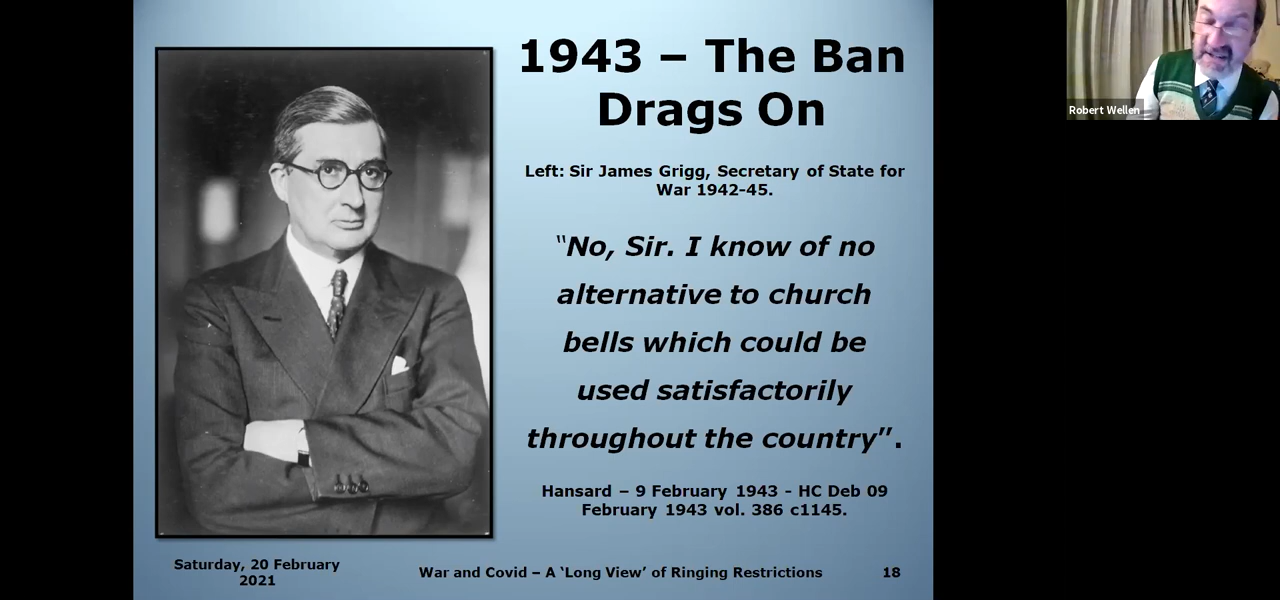 1943 – The Ban
Drags On
Left: Sir James Grigg, Secretary of State for
War 1942-45.
“No, Sir. I know of no
alternative to church
bells which could be
used satisfactorily
throughout the country”.
Hansard – 9 February 1943 - HC Deb 09
February 1943 vol. 386 c1145.
Saturday, 20 February
2021
War and Covid – A ‘Long View’ of Ringing Restrictions
18
Robert Wellen